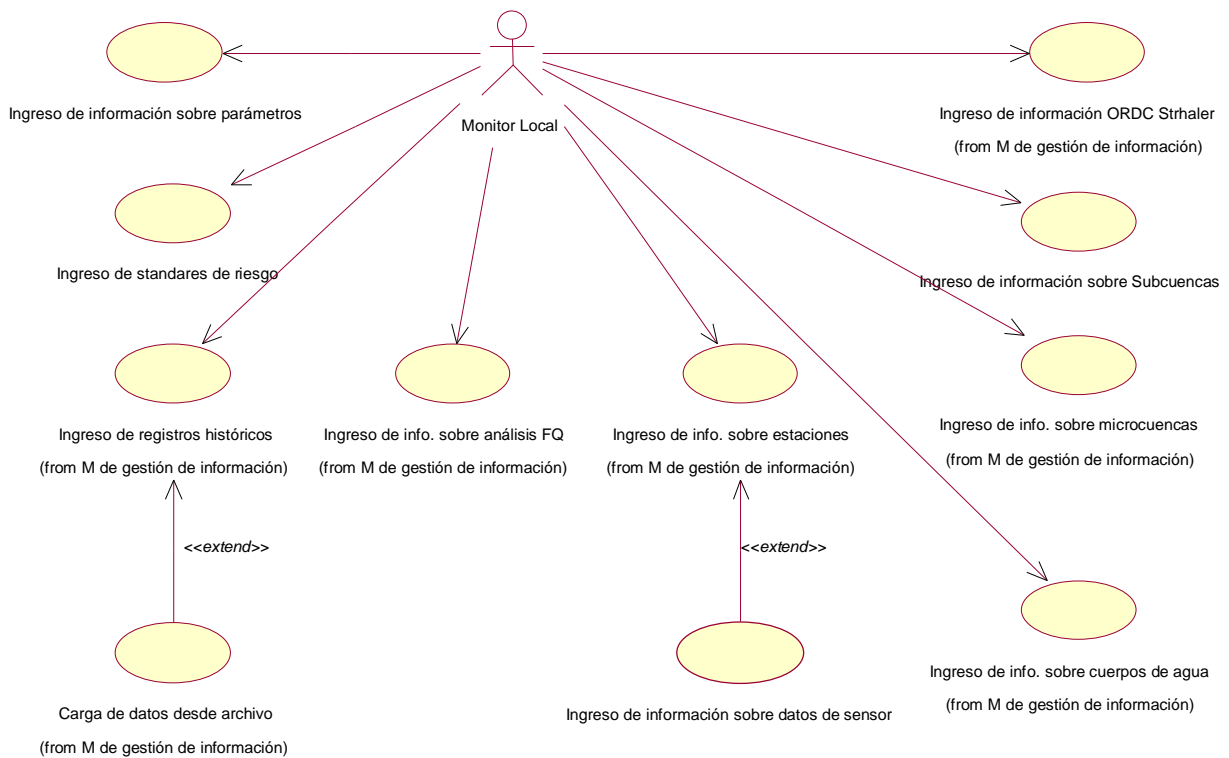 Monitor Local
Ingreso de información sobre parámetros
Ingreso de información ORDC Strhaler
(from M de gestión de información)
Ingreso de standares de riesgo
Ingreso de información sobre Subcuencas
Ingreso de registros históricos
(from M de gestión de información)
Ingreso de info. sobre análisis FQ
(from M de gestión de información)
Ingreso de info. sobre estaciones
(from M de gestión de información)
Ingreso de info. sobre microcuencas
(from M de gestión de información)
<<extend>>
<<extend>>
Carga de datos desde archivo
(from M de gestión de información)
Ingreso de información sobre datos de sensor
Ingreso de info. sobre cuerpos de agua
(from M de gestión de información)